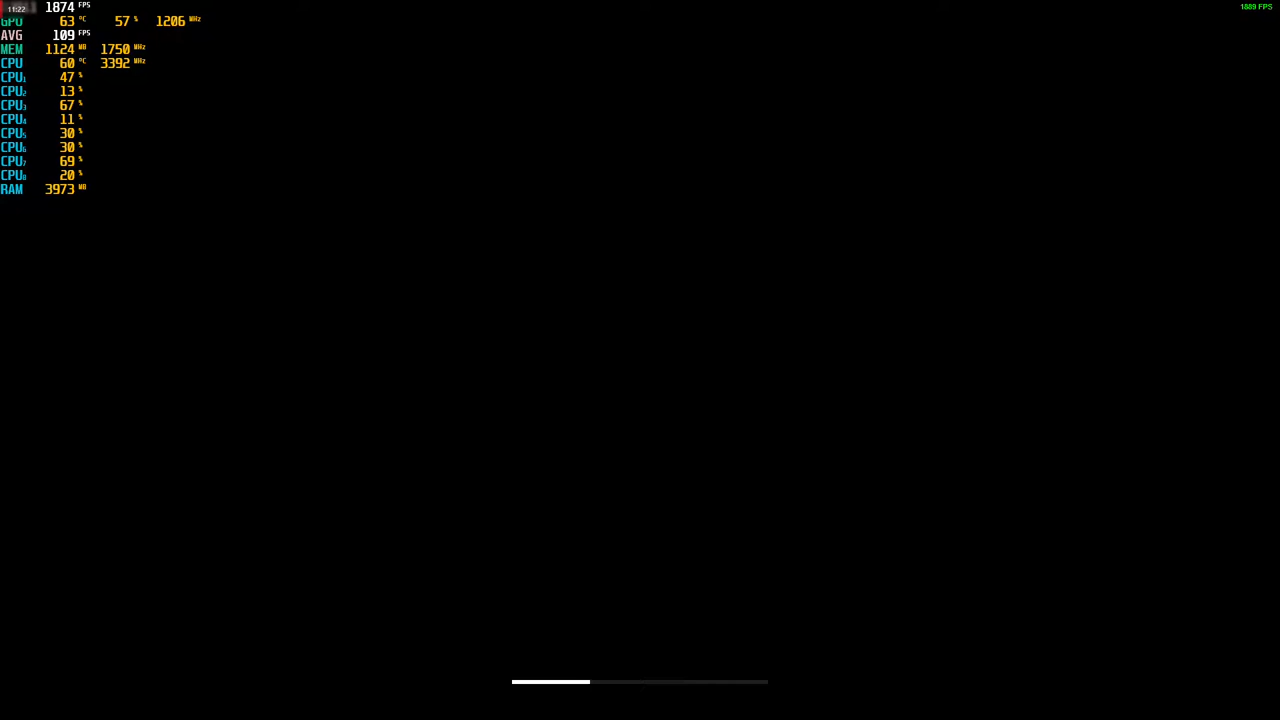 11:22 1874 FPS 1889 FPS
GPU 63 °C 57 % 1206 MHz
AVG 109 FPS
MEM 1124 MB 1750 MHz
CPU 60 °C 3392 MHz
CPU1 47 %
CPU2 13 %
CPU3 67 %
CPU4 11 %
CPU5 30 %
CPU6 30 %
CPU7 69 %
CPU8 20 %
RAM 3973 MB